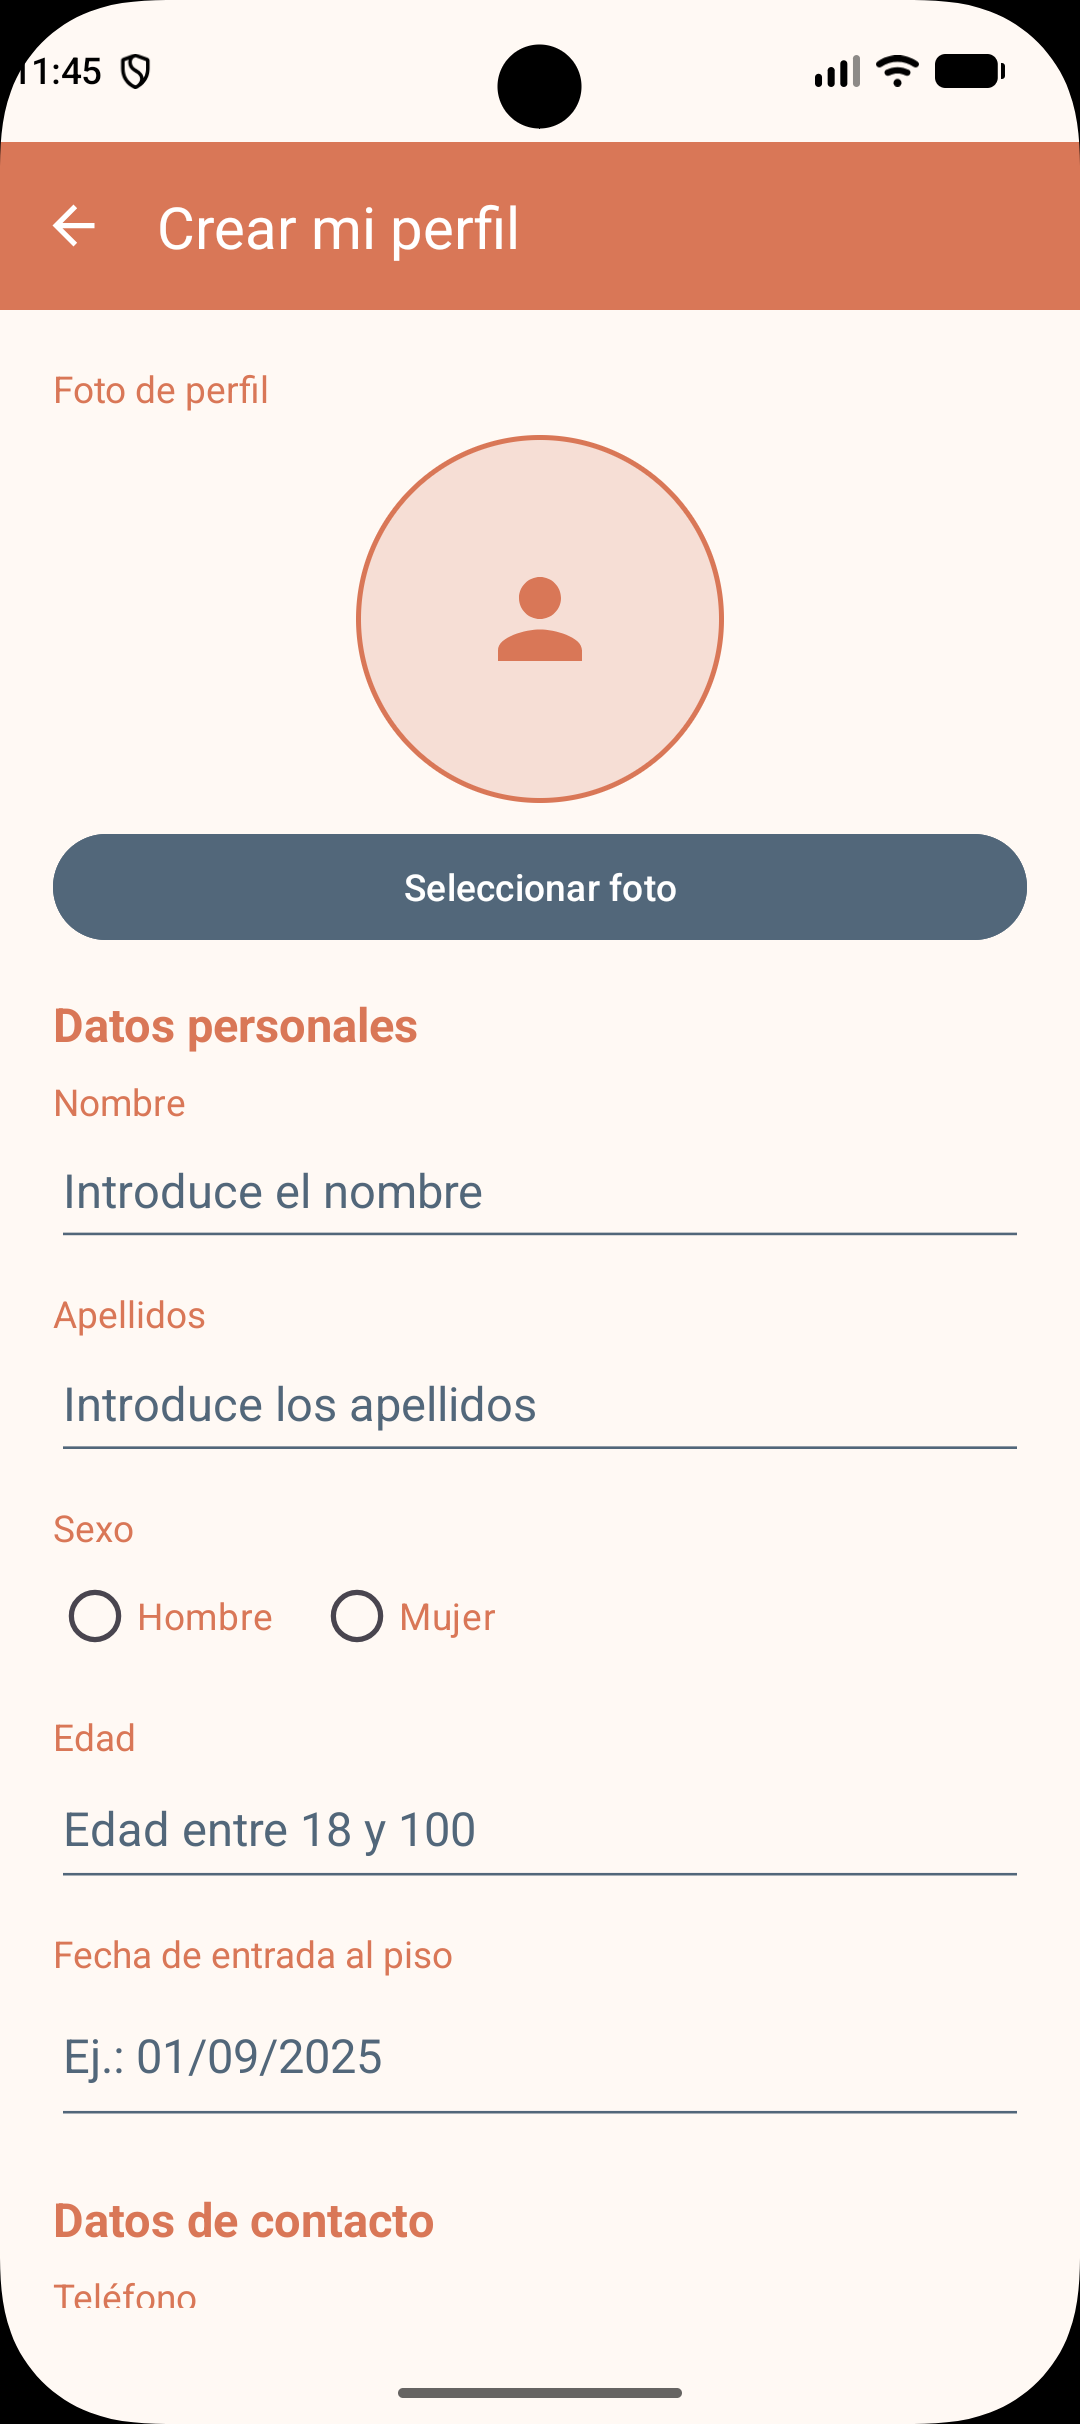 11:45
Crear mi perfil
Foto de perfil
Seleccionar foto
Datos personales
Nombre
Introduce el nombre
Apellidos
Introduce los apellidos
Sexo
Hombre Mujer
Edad
Edad entre 18 y 100
Fecha de entrada al piso
Ej.: 01/09/2025
Datos de contacto
Teléfono